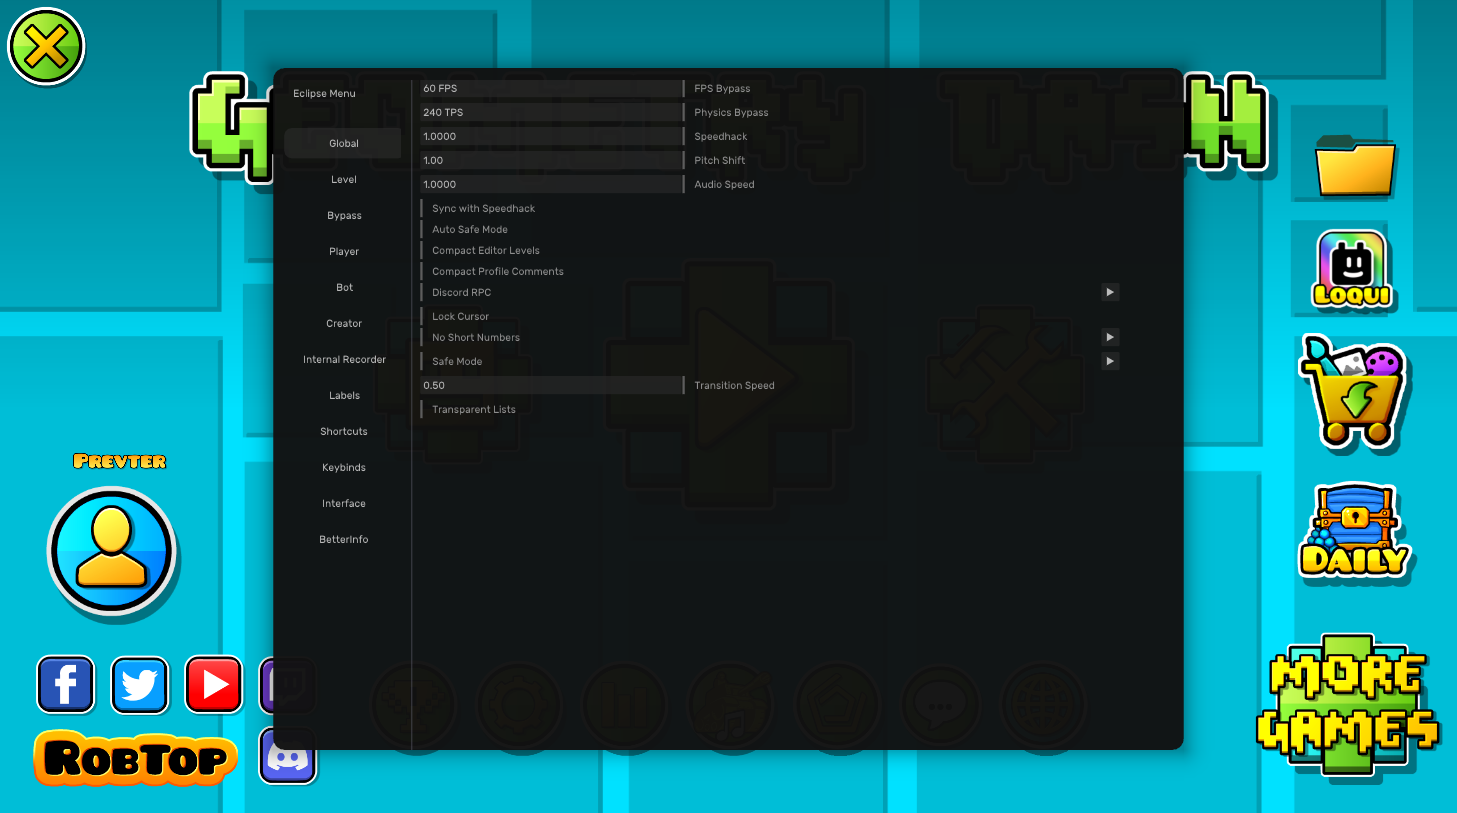 GEOMETRY DASH
Eclipse Menu
Global
Level
Bypass
Player
Bot
Creator
Internal Recorder
Labels
Shortcuts
Keybinds
Interface
BetterInfo
60 FPS FPS Bypass
240 TPS Physics Bypass
1.0000 Speedhack
1.00 Pitch Shift
1.0000 Audio Speed
Sync with Speedhack
Auto Safe Mode
Compact Editor Levels
Compact Profile Comments
Discord RPC
Lock Cursor
No Short Numbers
Safe Mode
0.50 Transition Speed
Transparent Lists
Prevter
RobTop
LOQUI
DAILY
MORE
GAMES